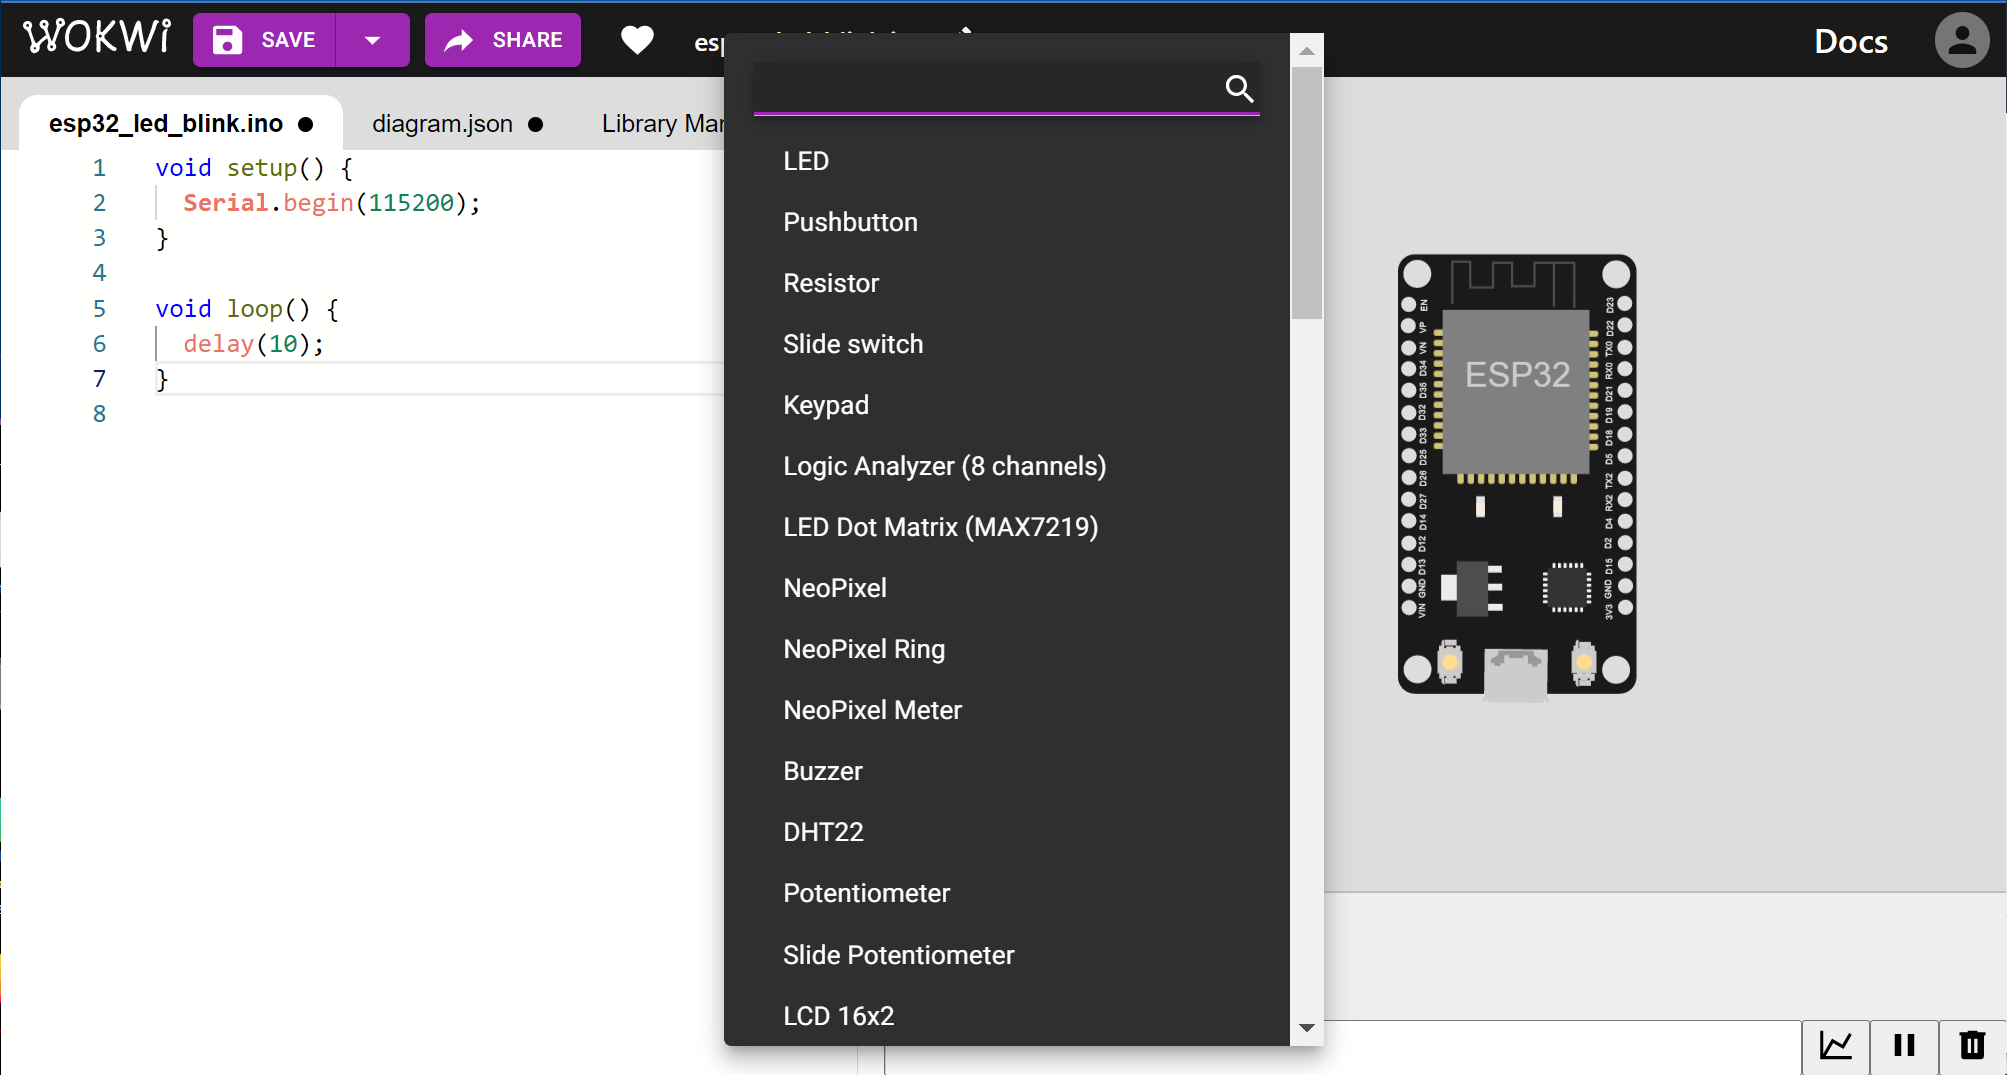 WOKWi SAVE SHARE Docs
esp32_led_blink.ino diagram.json Library Mar
1 void setup() {
2 Serial.begin(115200);
3 }
4
5 void loop() {
6 delay(10);
7 }
8
LED
Pushbutton
Resistor
Slide switch
Keypad
Logic Analyzer (8 channels)
LED Dot Matrix (MAX7219)
NeoPixel
NeoPixel Ring
NeoPixel Meter
Buzzer
DHT22
Potentiometer
Slide Potentiometer
LCD 16x2
ESP32
EN
VP
VN
D34
D35
D32
D33
D25
D26
D27
D14
D12
D13
GND
VIN
D23
D22
TX0
RX0
D21
D19
D18
D5
TX2
RX2
D4
D2
D15
GND
3V3